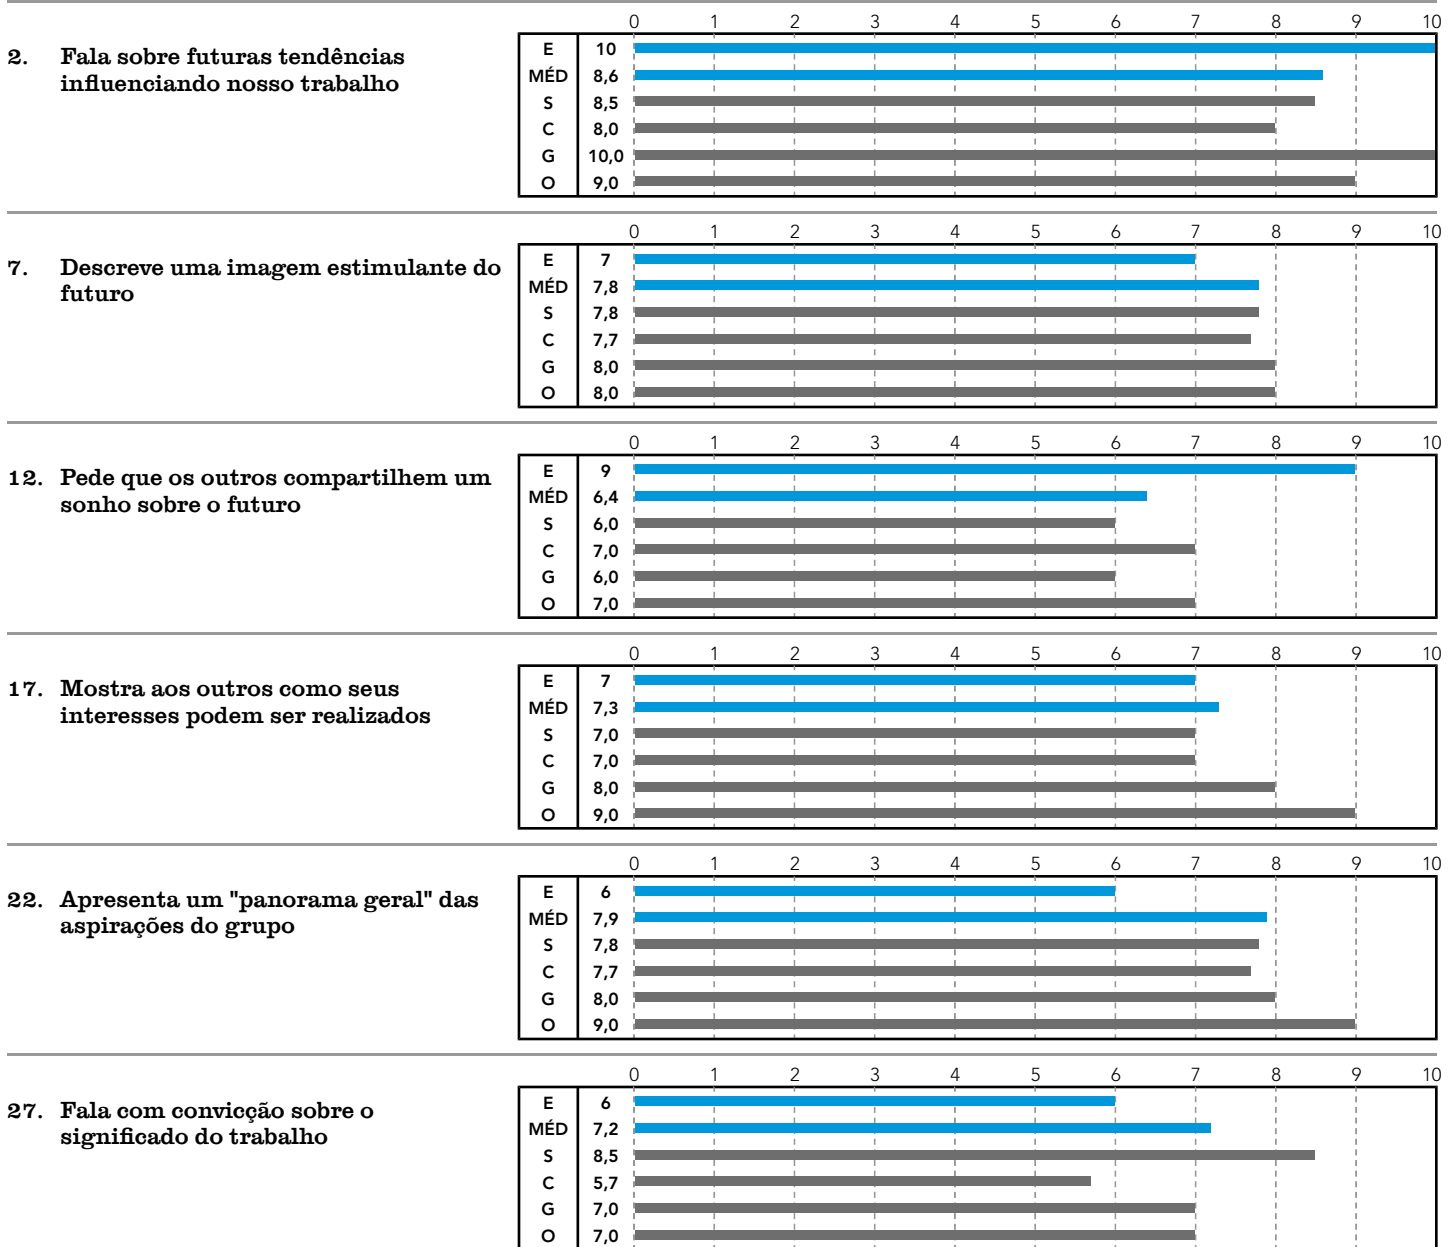 0 1 2 3 4 5 6 7 8 9 10
2. Fala sobre futuras tendências
influenciando nosso trabalho
E 10
MÉD 8,6
S 8,5
C 8,0
G 10,0
O 9,0
0 1 2 3 4 5 6 7 8 9 10
7. Descreve uma imagem estimulante do
futuro
E 7
MÉD 7,8
S 7,8
C 7,7
G 8,0
O 8,0
0 1 2 3 4 5 6 7 8 9 10
12. Pede que os outros compartilhem um
sonho sobre o futuro
E 9
MÉD 6,4
S 6,0
C 7,0
G 6,0
O 7,0
0 1 2 3 4 5 6 7 8 9 10
17. Mostra aos outros como seus
interesses podem ser realizados
E 7
MÉD 7,3
S 7,0
C 7,0
G 8,0
O 9,0
0 1 2 3 4 5 6 7 8 9 10
22. Apresenta um "panorama geral" das
aspirações do grupo
E 6
MÉD 7,9
S 7,8
C 7,7
G 8,0
O 9,0
0 1 2 3 4 5 6 7 8 9 10
27. Fala com convicção sobre o
significado do trabalho
E 6
MÉD 7,2
S 8,5
C 5,7
G 7,0
O 7,0